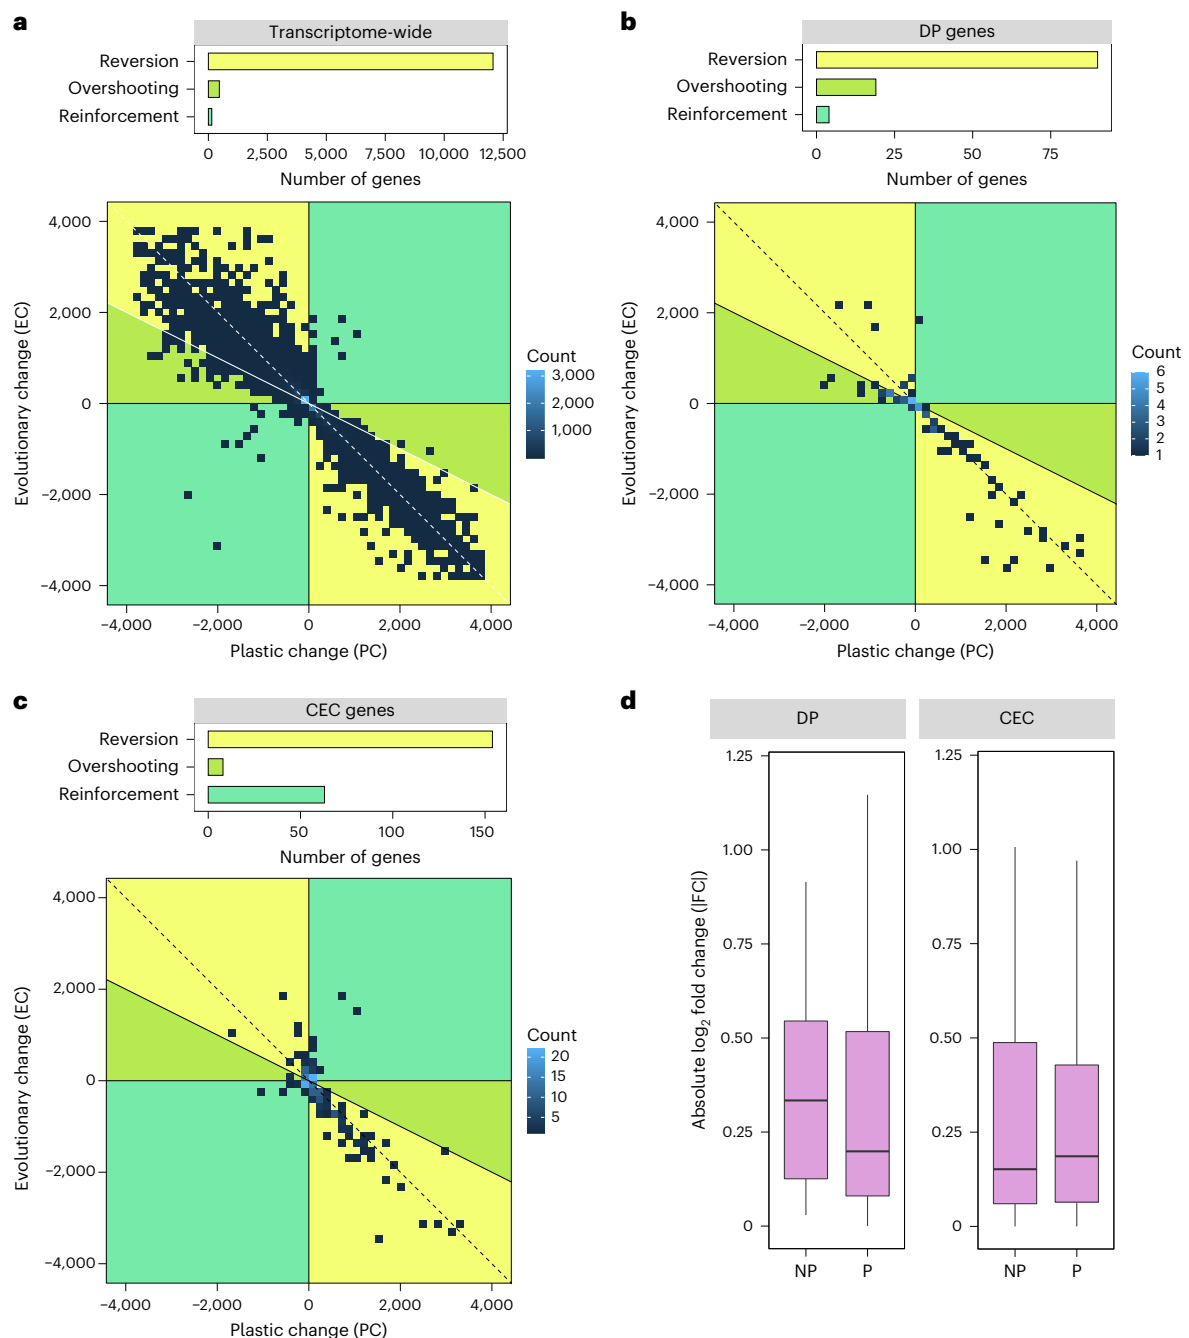 a
Transcriptome-wide
Reversion
Overshooting
Reinforcement
0 2,500 5,000 7,500 10,000 12,500
Number of genes
4,000
2,000
0
−2,000
−4,000
Evolutionary change (EC)
−4,000 −2,000 0 2,000 4,000
Plastic change (PC)
Count
3,000
2,000
1,000
b
DP genes
Reversion
Overshooting
Reinforcement
0 25 50 75
Number of genes
4,000
2,000
0
−2,000
−4,000
Evolutionary change (EC)
−4,000 −2,000 0 2,000 4,000
Plastic change (PC)
Count
6
5
4
3
2
1
c
CEC genes
Reversion
Overshooting
Reinforcement
0 50 100 150
Number of genes
4,000
2,000
0
−2,000
−4,000
Evolutionary change (EC)
−4,000 −2,000 0 2,000 4,000
Plastic change (PC)
Count
20
15
10
5
d
DP CEC
1.25 1.25
1.00 1.00
0.75 0.75
0.50 0.50
0.25 0.25
0 0
Absolute log2 fold change (|FC|)
NP P NP P